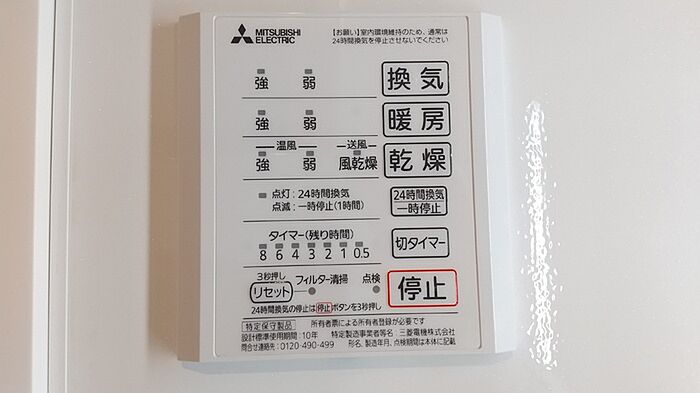 MITSUBISHI
ELECTRIC
【お願い】室内環境維持のため、通常は
24時間換気を停止させないでください
強 弱 換気
強 弱 暖房
温風 送風
強 弱 風乾燥 乾燥
点灯:24時間換気
点滅:一時停止(1時間)
24時間換気
一時停止
タイマー(残り時間)
8 6 4 3 2 1 0.5
切タイマー
3秒押し
リセット フィルター清掃 点検
停止
24時間換気の停止は停止ボタンを3秒押し
特定保守製品 所有者票による所有者登録が必要です
設計標準使用期間:10年 特定製造事業者等名:三菱電機株式会社
問合せ連絡先:0120-490-499 形名、製造年月、点検期間は本体に記載